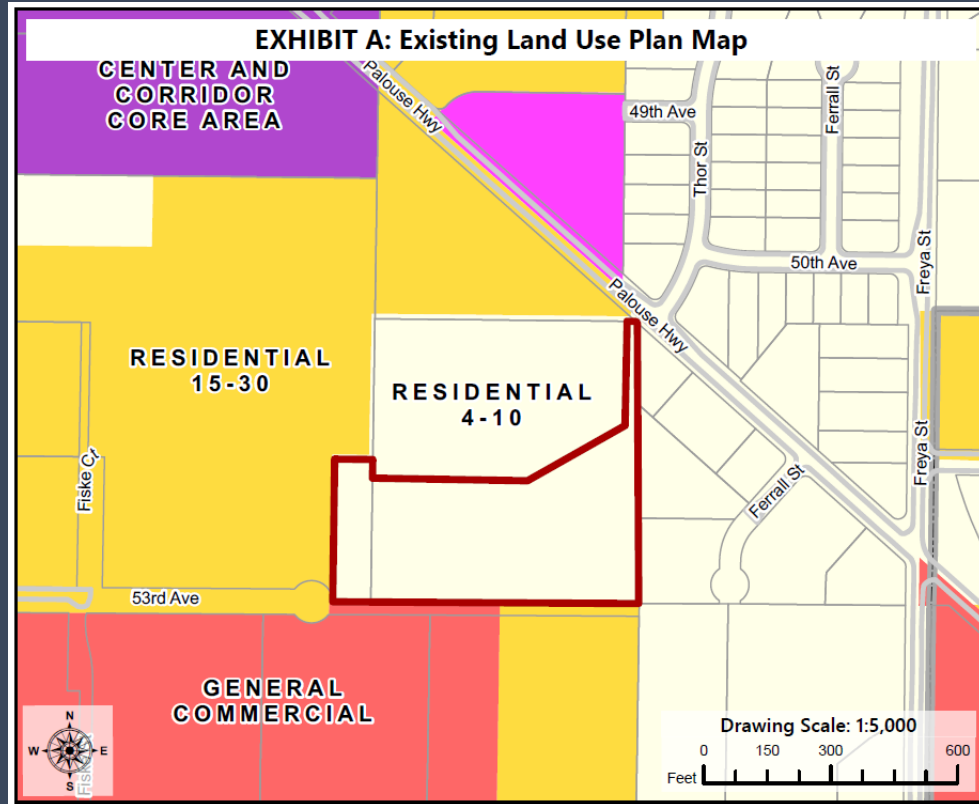 EXHIBIT A: Existing Land Use Plan Map
CENTER AND
CORRIDOR
CORE AREA
Palouse Hwy
49th Ave
Thor St
Ferrall St
50th Ave
Freya St
Palouse Hwy
RESIDENTIAL
15-30
RESIDENTIAL
4-10
Fiske Ct
Ferrall St
Freya St
53rd Ave
GENERAL
COMMERCIAL
N
W
E
S
Drawing Scale: 1:5,000
0 150 300 600
Feet